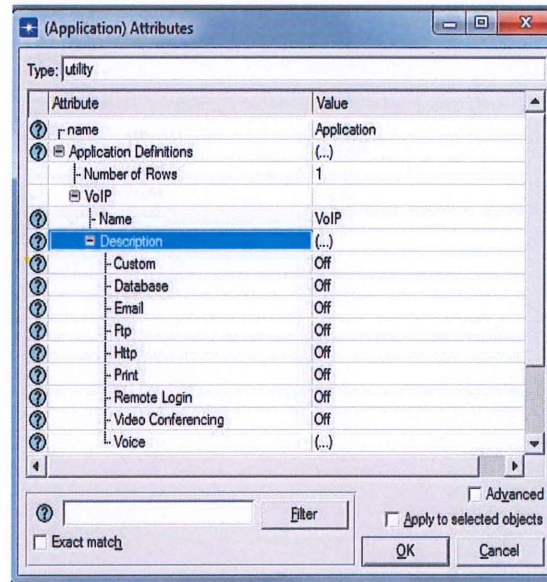 (Application) Attributes
Type: utility
Attribute Value
name Application
Application Definitions (...)
Number of Rows 1
VoIP
Name VoIP
Description (...)
Custom Off
Database Off
Email Off
Ftp Off
Http Off
Print Off
Remote Login Off
Video Conferencing Off
Voice (...)
Advanced
Filter
Apply to selected objects
Exact match
OK Cancel